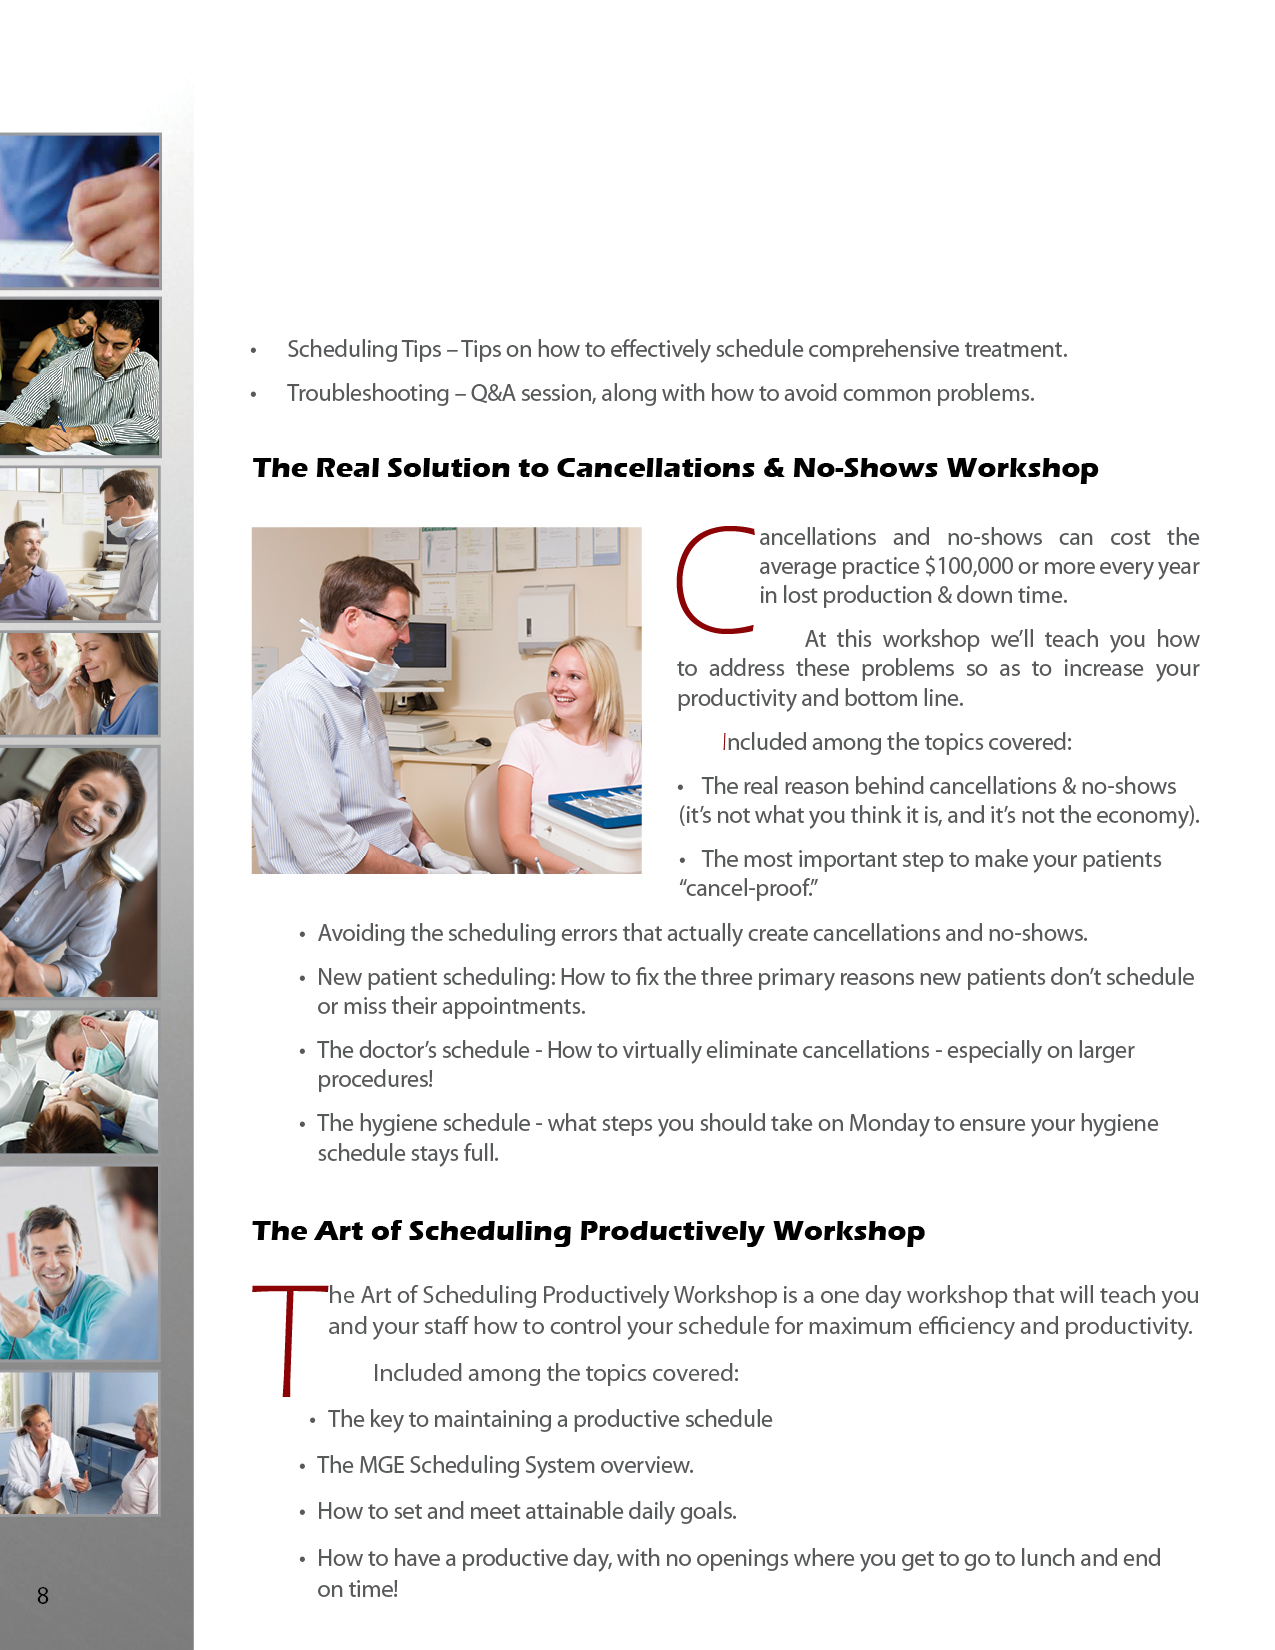 • Scheduling Tips – Tips on how to effectively schedule comprehensive treatment.
• Troubleshooting – Q&A session, along with how to avoid common problems.
The Real Solution to Cancellations & No-Shows Workshop
Cancellations and no-shows can cost the
average practice $100,000 or more every year
in lost production & down time.
At this workshop we’ll teach you how
to address these problems so as to increase your
productivity and bottom line.
Included among the topics covered:
• The real reason behind cancellations & no-shows
(it’s not what you think it is, and it’s not the economy).
• The most important step to make your patients
“cancel-proof.”
• Avoiding the scheduling errors that actually create cancellations and no-shows.
• New patient scheduling: How to fix the three primary reasons new patients don’t schedule
or miss their appointments.
• The doctor’s schedule - How to virtually eliminate cancellations - especially on larger
procedures!
• The hygiene schedule - what steps you should take on Monday to ensure your hygiene
schedule stays full.
The Art of Scheduling Productively Workshop
The Art of Scheduling Productively Workshop is a one day workshop that will teach you
and your staff how to control your schedule for maximum efficiency and productivity.
Included among the topics covered:
• The key to maintaining a productive schedule
• The MGE Scheduling System overview.
• How to set and meet attainable daily goals.
• How to have a productive day, with no openings where you get to go to lunch and end
on time!
8